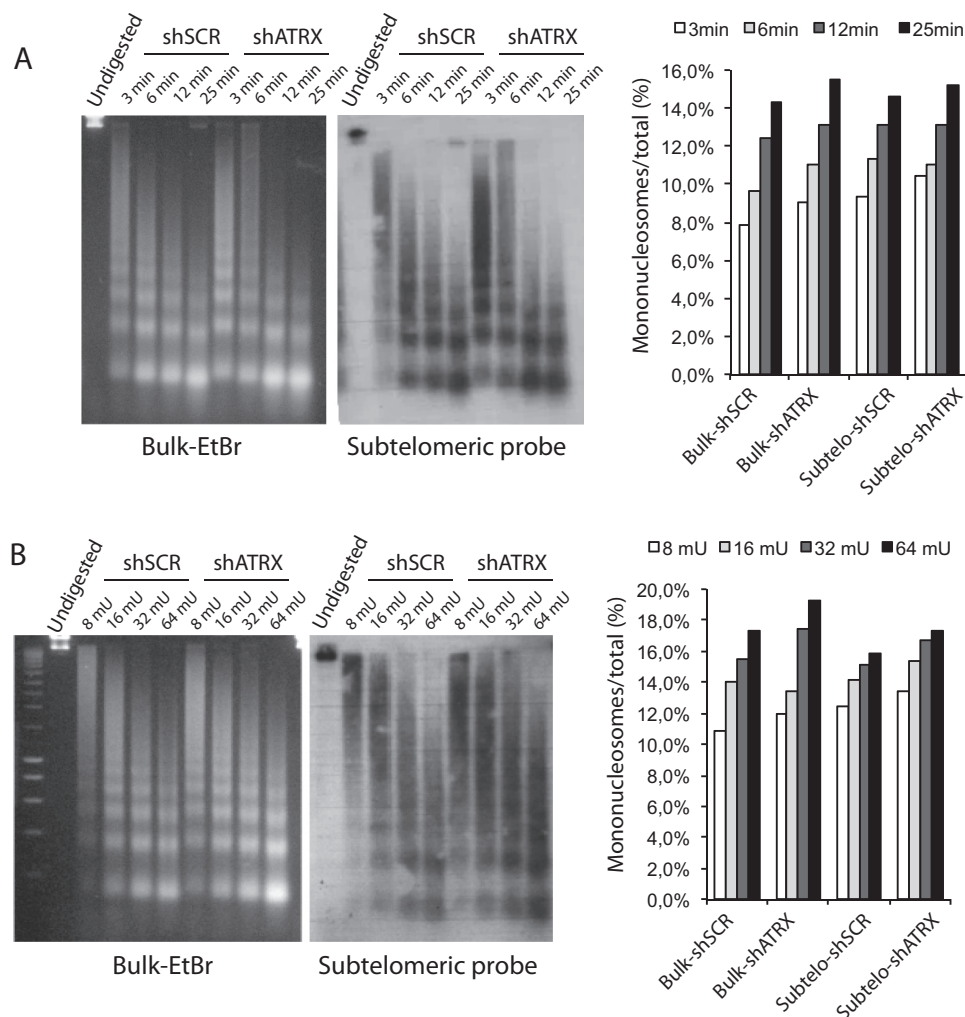 A
Undigested
shSCR
shATRX
3 min
6 min
12 min
25 min
3 min
6 min
12 min
25 min
Bulk-EtBr
Undigested
shSCR
shATRX
3 min
6 min
12 min
25 min
3 min
6 min
12 min
25 min
Subtelomeric probe
3min 6min 12min 25min
Mononucleosomes/total (%)
16,0%
14,0%
12,0%
10,0%
8,0%
6,0%
4,0%
2,0%
0,0%
Bulk-shSCR
Bulk-shATRX
Subtelo-shSCR
Subtelo-shATRX
B
Undigested
shSCR
shATRX
8 mU
16 mU
32 mU
64 mU
8 mU
16 mU
32 mU
64 mU
Bulk-EtBr
Undigested
shSCR
shATRX
8 mU
16 mU
32 mU
64 mU
8 mU
16 mU
32 mU
64 mU
Subtelomeric probe
8 mU 16 mU 32 mU 64 mU
Mononucleosomes/total (%)
20,0%
18,0%
16,0%
14,0%
12,0%
10,0%
8,0%
6,0%
4,0%
2,0%
0,0%
Bulk-shSCR
Bulk-shATRX
Subtelo-shSCR
Subtelo-shATRX